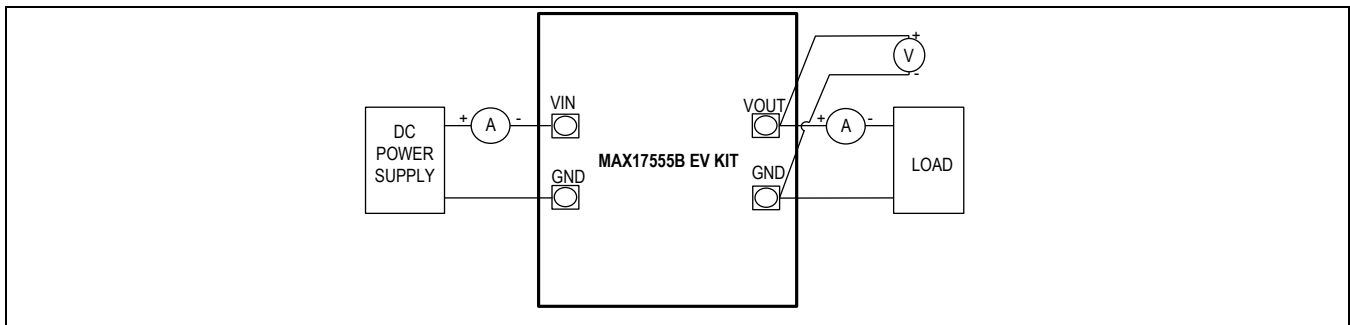 DC
POWER
SUPPLY
+ A -
VIN
GND
MAX17555B EV KIT
VOUT
GND
+
V
-
+ A -
LOAD